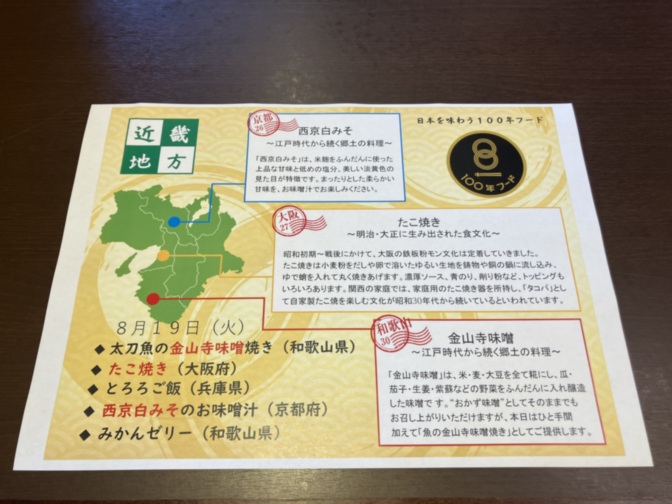 近畿
地方
京都
26
西京白みそ
～江戸時代から続く郷土の料理～
「西京白みそ」は、米麹をふんだんに使った
上品な甘味と低めの塩分、美しい淡黄色の
見た目が特徴です。まったりとした柔らかい
甘味を、お味噌汁でお楽しみください。
日本を味わう100年フード
100年フード
大阪
27
たこ焼き
～明治・大正に生み出された食文化～
昭和初期～戦後にかけて、大阪の鉄板粉モン文化は定着していきました。
たこ焼きは小麦粉をだしや卵で溶いたゆるい生地を鋳物や銅の鍋に流し込み、
ゆで蛸を入れて丸く焼きあげます。濃厚ソース、青のり、削り粉など、トッピングも
いろいろあります。関西の家庭では、家庭用のたこ焼き器を所持し、「タコパ」とし
て自家製たこ焼を楽しむ文化が昭和30年代から続いているといわれています。
和歌山
30
金山寺味噌
～江戸時代から続く郷土の料理～
「金山寺味噌」は、米・麦・大豆を全て糀にし、瓜・
茄子・生姜・紫蘇などの野菜をふんだんに入れ醸造
した味噌です。“おかず味噌”としてそのままでも
お召し上がりいただけますが、本日はひと手間
加えて「魚の金山寺味噌焼き」としてご提供します。
8月19日（火）
◆ 太刀魚の金山寺味噌焼き（和歌山県）
◆ たこ焼き（大阪府）
◆ とろろご飯（兵庫県）
◆ 西京白みそのお味噌汁（京都府）
◆ みかんゼリー（和歌山県）